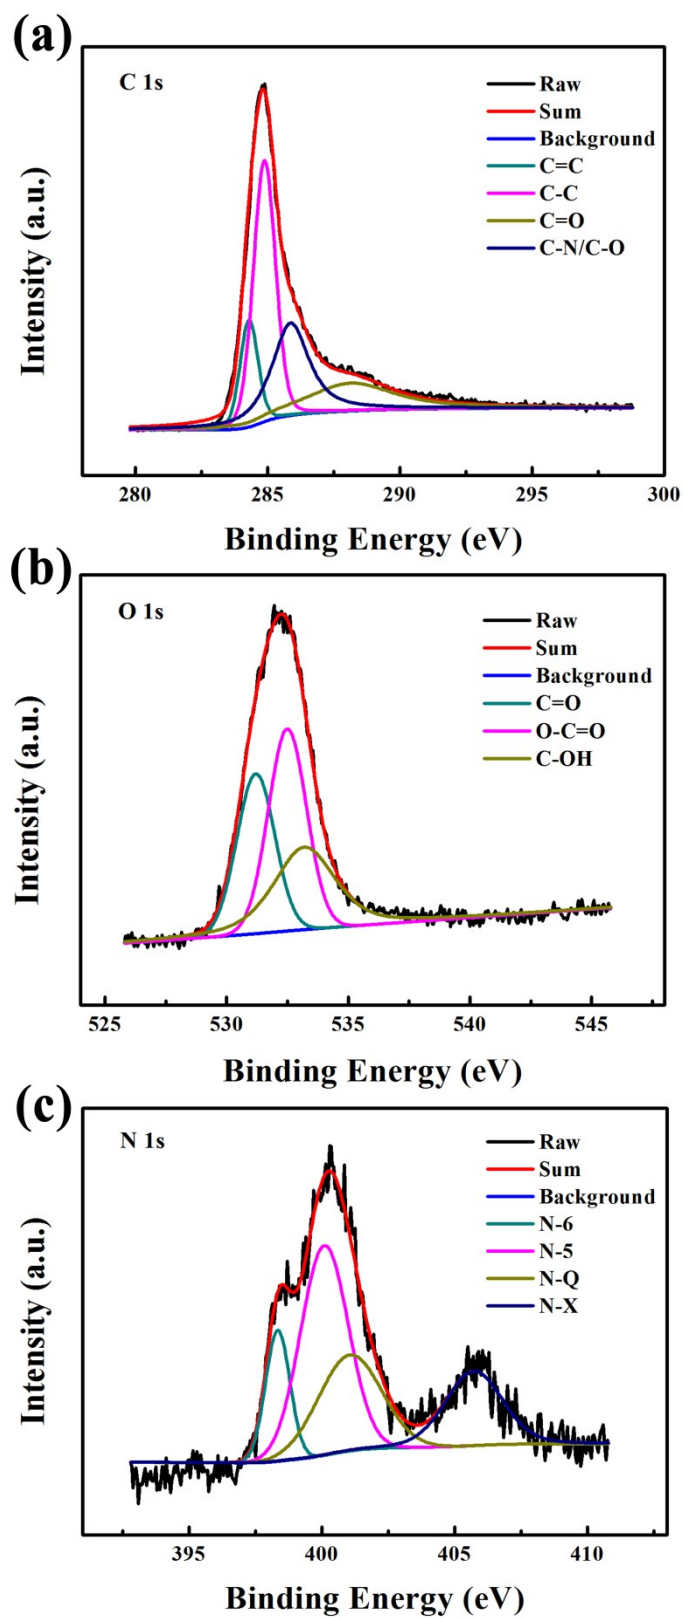 (a)
C 1s
Raw
Sum
Background
C=C
C-C
C=O
C-N/C-O
Intensity (a.u.)
280 285 290 295 300
Binding Energy (eV)
(b)
O 1s
Raw
Sum
Background
C=O
O-C=O
C-OH
Intensity (a.u.)
525 530 535 540 545
Binding Energy (eV)
(c)
N 1s
Raw
Sum
Background
N-6
N-5
N-Q
N-X
Intensity (a.u.)
395 400 405 410
Binding Energy (eV)